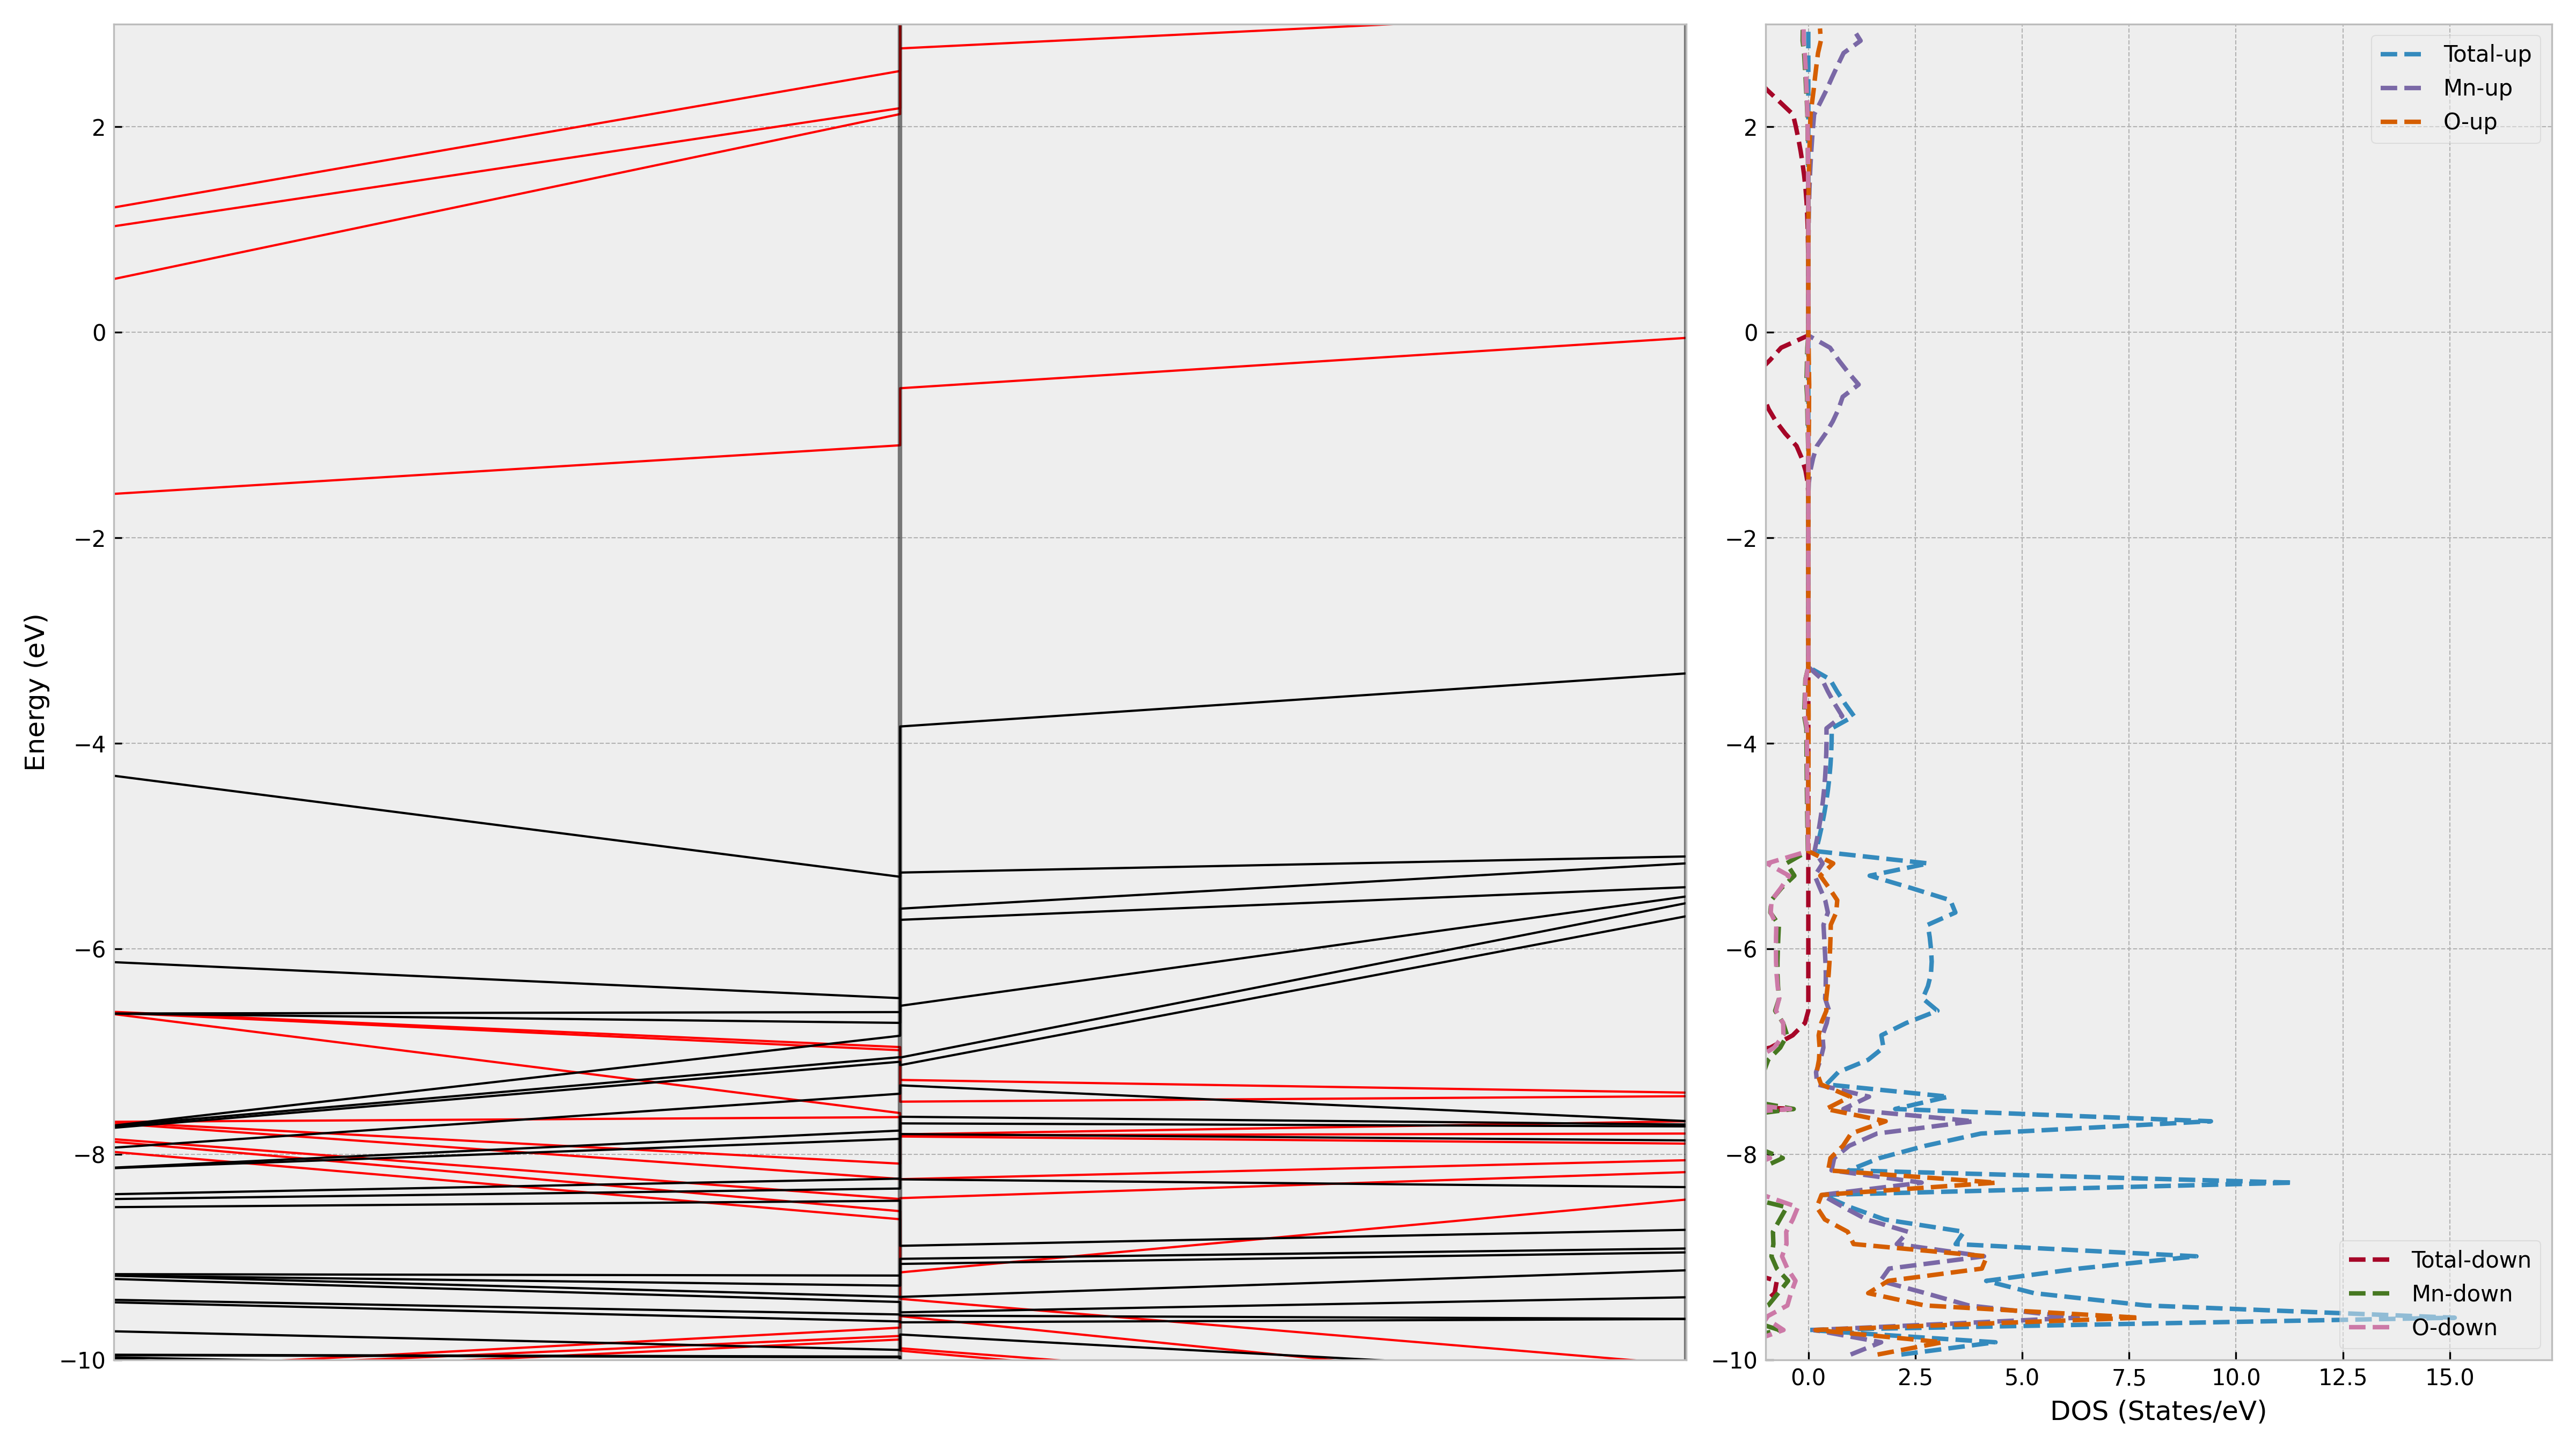 Energy (eV)
2
0
−2
−4
−6
−8
−10
2
0
−2
−4
−6
−8
−10
Total-up
Mn-up
O-up
Total-down
Mn-down
O-down
0.0 2.5 5.0 7.5 10.0 12.5 15.0
DOS (States/eV)